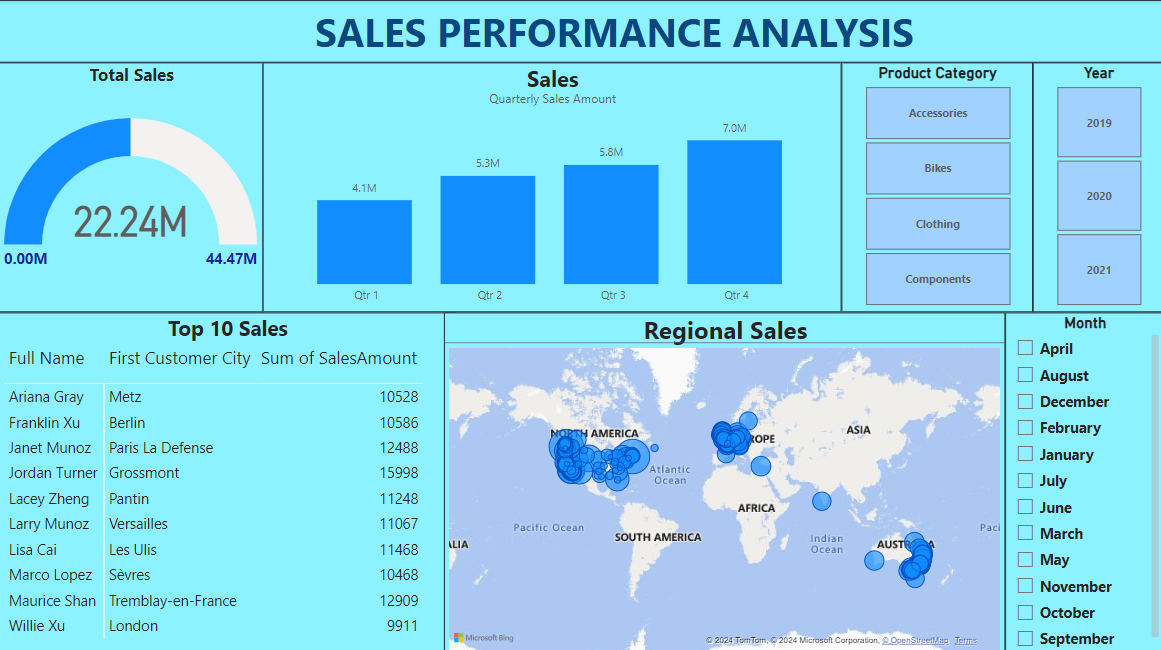 SALES PERFORMANCE ANALYSIS
Total Sales
22.24M
0.00M 44.47M
Sales
Quarterly Sales Amount
4.1M 5.3M 5.8M 7.0M
Qtr 1 Qtr 2 Qtr 3 Qtr 4
Product Category
Accessories
Bikes
Clothing
Components
Year
2019
2020
2021
Top 10 Sales
Full Name First Customer City Sum of SalesAmount
Ariana Gray Metz 10528
Franklin Xu Berlin 10586
Janet Munoz Paris La Defense 12488
Jordan Turner Grossmont 15998
Lacey Zheng Pantin 11248
Larry Munoz Versailles 11067
Lisa Cai Les Ulis 11468
Marco Lopez Sèvres 10468
Maurice Shan Tremblay-en-France 12909
Willie Xu London 9911
Regional Sales
NORTH AMERICA
ROPE
ASIA
Atlantic
Ocean
AFRICA
Pacific Ocean
SOUTH AMERICA
Indian
Ocean
Paci
ALIA
AUSTRALIA
Microsoft Bing
© 2024 TomTom, © 2024 Microsoft Corporation, © OpenStreetMap Terms
Month
April
August
December
February
January
July
June
March
May
November
October
September